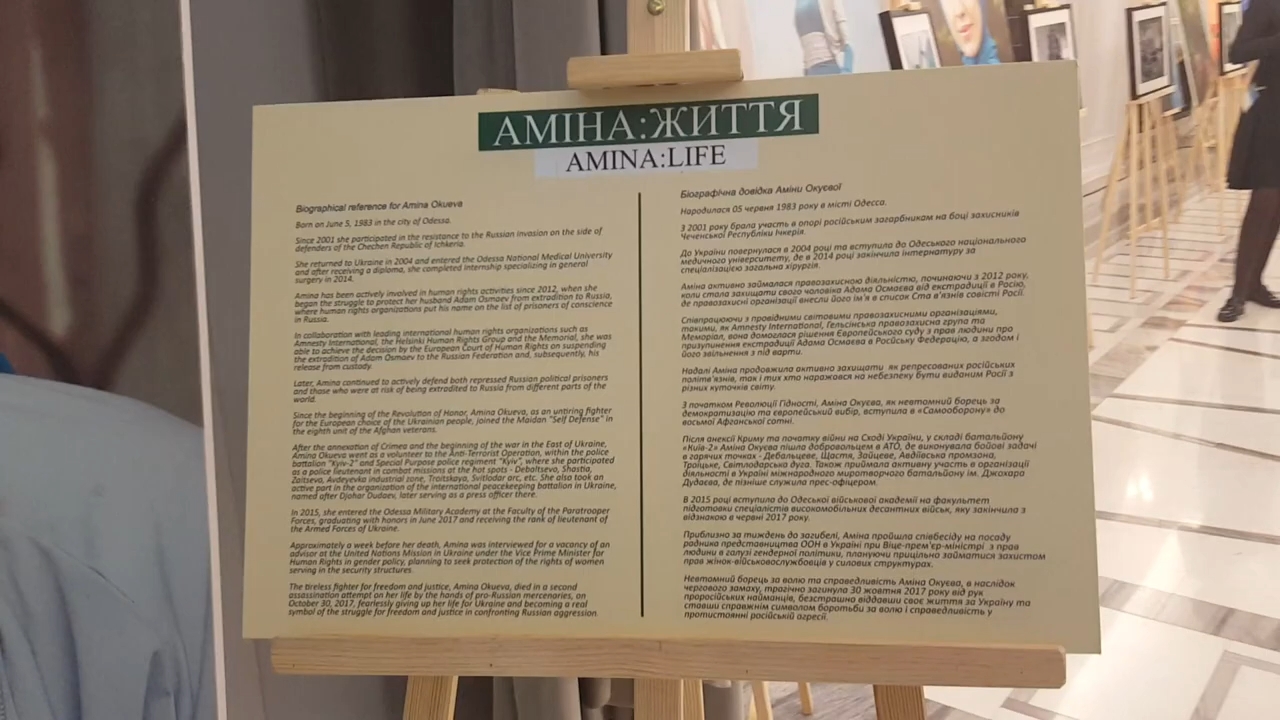 АМІНА:ЖИТТЯ
AMINA:LIFE
Biographical reference for Amina Okueva
Born on June 5, 1983 in the city of Odessa.
Since 2001 she participated in the resistance to the Russian invasion on the side of
defenders of the Chechen Republic of Ichkeria.
She returned to Ukraine in 2004 and entered the Odessa National Medical University
and after receiving a diploma, she completed internship specializing in general
surgery in 2014.
Amina has been actively involved in human rights activities since 2012, when she
began the struggle to protect her husband Adam Osmaev from extradition to Russia,
where human rights organizations put his name on the list of prisoners of conscience
in Russia.
In collaboration with leading international human rights organizations such as
Amnesty International, the Helsinki Human Rights Group and the Memorial, she was
able to achieve the decision by the European Court of Human Rights on suspending
the extradition of Adam Osmaev to the Russian Federation and, subsequently, his
release from custody.
Later, Amina continued to actively defend both repressed Russian political prisoners
and those who were at risk of being extradited to Russia from different parts of the
world.
Since the beginning of the Revolution of Honor, Amina Okueva, as an untiring fighter
for the European choice of the Ukrainian people, joined the Maidan "Self Defense" in
the eighth unit of the Afghan veterans.
After the annexation of Crimea and the beginning of the war in the East of Ukraine,
Amina Okueva went as a volunteer to the Anti-Terrorist Operation, within the police
battalion "Kyiv-2" and Special Purpose police regiment "Kyiv", where she participated
as a police lieutenant in combat missions at the hot spots - Debaltsevo, Shastia,
Zaitsevo, Avdeyevka industrial zone, Troitskaya, Svitlodar arc, etc. She also took an
active part in the organization of the international peacekeeping battalion in Ukraine,
named after Djohar Dudaev, later serving as a press officer there.
In 2015, she entered the Odessa Military Academy at the Faculty of the Paratrooper
Forces, graduating with honors in June 2017 and receiving the rank of lieutenant of
the Armed Forces of Ukraine.
Approximately a week before her death, Amina was interviewed for a vacancy of an
advisor at the United Nations Mission in Ukraine under the Vice Prime Minister for
Human Rights in gender policy, planning to seek protection of the rights of women
serving in the security structures.
The tireless fighter for freedom and justice, Amina Okueva, died in a second
assassination attempt on her life by the hands of pro-Russian mercenaries, on
October 30, 2017, fearlessly giving up her life for Ukraine and becoming a real
symbol of the struggle for freedom and justice in confronting Russian aggression.
Біографічна довідка Аміни Окуєвої
Народилася 05 червня 1983 року в місті Одесса.
З 2001 року брала участь в опорі російським загарбникам на боці захисників
Чеченської Республіки Ічкерія.
До України повернулася в 2004 році та вступила до Одеського національного
медичного університету, де в 2014 році закінчила інтернатуру за
спеціалізацією загальна хірургія.
Аміна активно займалася правозахисною діяльністю, починаючи з 2012 року,
коли стала захищати свого чоловіка Адама Осмаєва від екстрадиції в Росію,
де правозахисні організації внесли його ім'я в список Ста в'язнів совісті Росії.
Співпрацюючи з провідними світовими правозахисними організаціями,
такими, як Amnesty International, Гельсінська правозахисна група та
Меморіал, вона домоглася рішення Європейського суду з прав людини про
призупинення екстрадиції Адама Осмаєва в Російську Федерацію, а згодом і
його звільнення з під варти.
Надалі Аміна продовжила активно захищати як репресованих російських
політв'язнів, так і тих хто наражався на небезпеку бути виданим Росії з
різних куточків світу.
З початком Революції Гідності, Аміна Окуєва, як невтомний борець за
демократизацію та європейський вибір, вступила в «Самооборону» до
восьмої Афганської сотні.
Після анексії Криму та початку війни на Сході України, у складі батальйону
«Київ-2» Аміна Окуєва пішла добровольцем в АТО, де виконувала бойові задачі
в гарячих точках - Дебальцеве, Щастя, Зайцеве, Авдіївська промзона,
Троїцьке, Світлодарська дуга. Також приймала активну участь в організації
діяльності в Україні міжнародного миротворчого батальйону ім. Джохара
Дудаєва, де пізніше служила прес-офіцером.
В 2015 році вступила до Одеської військової академії на факультет
підготовки спеціалістів високомобільних десантних військ, яку закінчила з
відзнакою в червні 2017 року.
Приблизно за тиждень до загибелі, Аміна пройшла співбесіду на посаду
радника представництва ООН в Україні при Віце-прем'єр-міністрі з прав
людини в галузі гендерної політики, плануючи прицільно займатися захистом
прав жінок-військовослужбовців у силових структурах.
Невтомний борець за волю та справедливість Аміна Окуєва, в наслідок
чергового замаху, трагічно загинула 30 жовтня 2017 року від рук
проросійських найманців, безстрашно віддавши своє життя за Україну та
ставши справжнім символом боротьби за волю і справедливість у
протистоянні російській агресії.